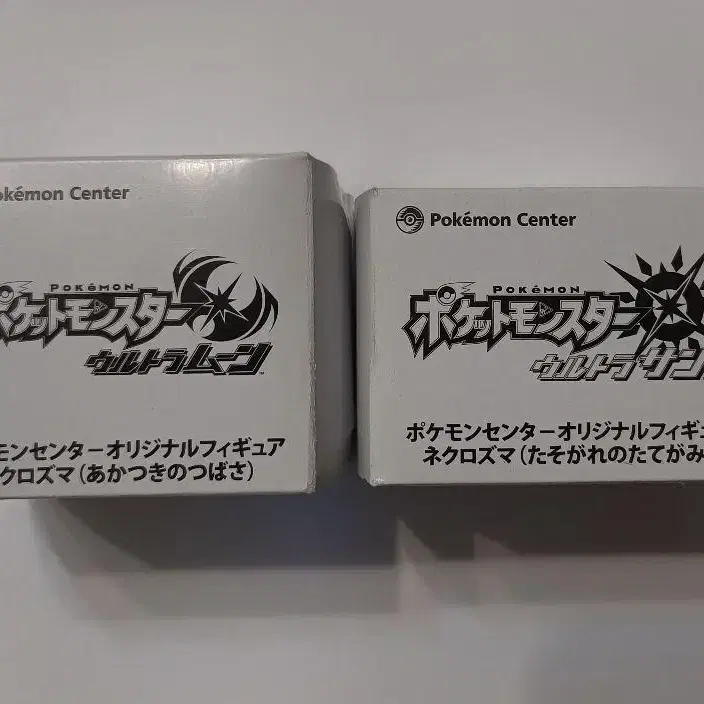 okémon Center
POKéMON
ポケットモンスター
ウルトラムーン
モンセンターオリジナルフィギュア
クロズマ（あかつきのつばさ）
Pokémon Center
POKéMON
ポケットモンスター
ウルトラサン
ポケモンセンターオリジナルフィギュ
ネクロズマ（たそがれのたてがみ